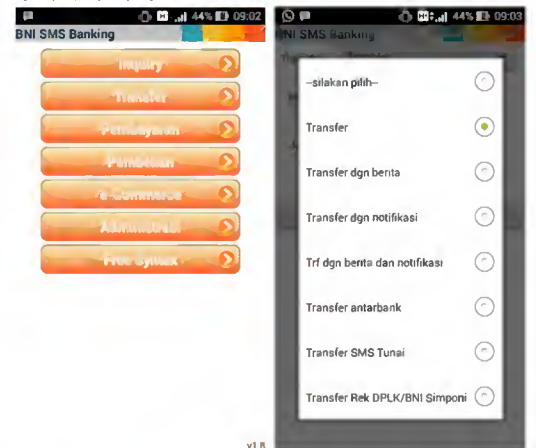 44% 09:02
BNI SMS Banking
Inquiry
Transfer
Pembayaran
Pembelian
e-Commerce
Administrasi
Free Syntax
v1.8
44% 09:03
BNI SMS Banking
--silakan pilih--
Transfer
Transfer dgn berita
Transfer dgn notifikasi
Trf dgn berita dan notifikasi
Transfer antarbank
Transfer SMS Tunai
Transfer Rek DPLK/BNI Simponi